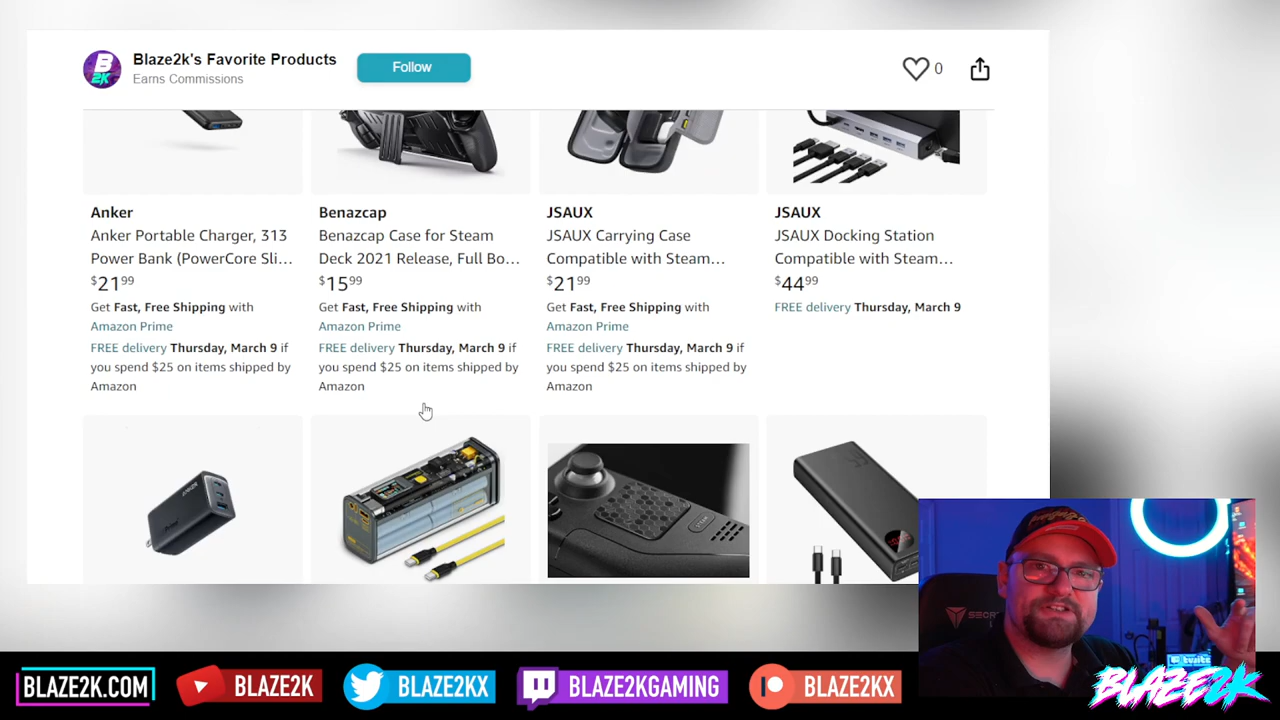 B
2K
Blaze2k's Favorite Products
Earns Commissions
Follow
0
Anker
Anker Portable Charger, 313
Power Bank (PowerCore Sli...
$21.99
Get Fast, Free Shipping with
Amazon Prime
FREE delivery Thursday, March 9 if
you spend $25 on items shipped by
Amazon
Benazcap
Benazcap Case for Steam
Deck 2021 Release, Full Bo...
$15.99
Get Fast, Free Shipping with
Amazon Prime
FREE delivery Thursday, March 9 if
you spend $25 on items shipped by
Amazon
JSAUX
JSAUX Carrying Case
Compatible with Steam...
$21.99
Get Fast, Free Shipping with
Amazon Prime
FREE delivery Thursday, March 9 if
you spend $25 on items shipped by
Amazon
JSAUX
JSAUX Docking Station
Compatible with Steam...
$44.99
FREE delivery Thursday, March 9
ANKER
STEAM
BLAZE2K.COM
BLAZE2K
BLAZE2KX
BLAZE2KGAMING
BLAZE2KX
twitch
BLAZE2K